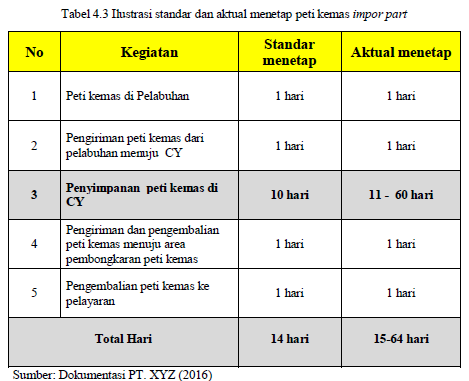 Tabel 4.3 Ilustrasi standar dan aktual menetap peti kemas impor part
No Kegiatan Standar menetap Aktual menetap
1 Peti kemas di Pelabuhan 1 hari 1 hari
2 Pengiriman peti kemas dari pelabuhan menuju CY 1 hari 1 hari
3 Penyimpanan peti kemas di CY 10 hari 11 - 60 hari
4 Pengiriman dan pengembalian peti kemas menuju area pembongkaran peti kemas 1 hari 1 hari
5 Pengembalian peti kemas ke pelayaran 1 hari 1 hari
Total Hari 14 hari 15-64 hari
Sumber: Dokumentasi PT. XYZ (2016)